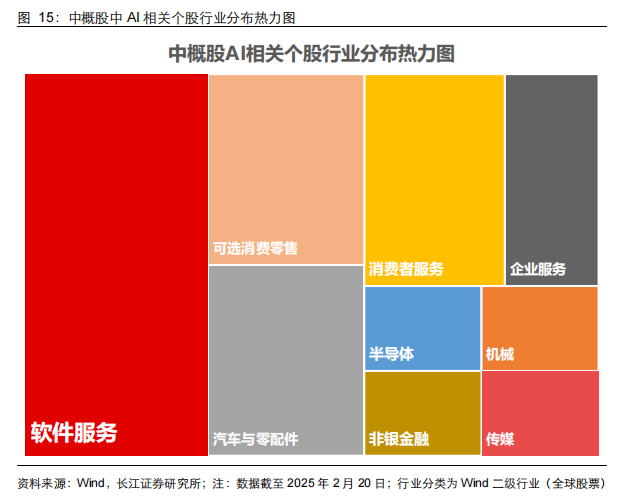 图 15：中概股中 AI 相关个股行业分布热力图
中概股AI相关个股行业分布热力图
软件服务
可选消费零售
汽车与零配件
消费者服务
企业服务
半导体
机械
非银金融
传媒
资料来源：Wind，长江证券研究所；注：数据截至 2025 年 2 月 20 日；行业分类为 Wind 二级行业（全球股票）